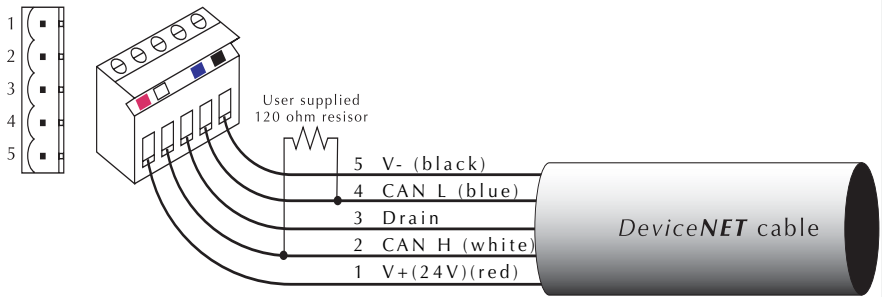 1
2
3
4
5
User supplied
120 ohm resisor
5 V- (black)
4 CAN L (blue)
3 Drain
2 CAN H (white)
1 V+(24V)(red)
DeviceNET cable